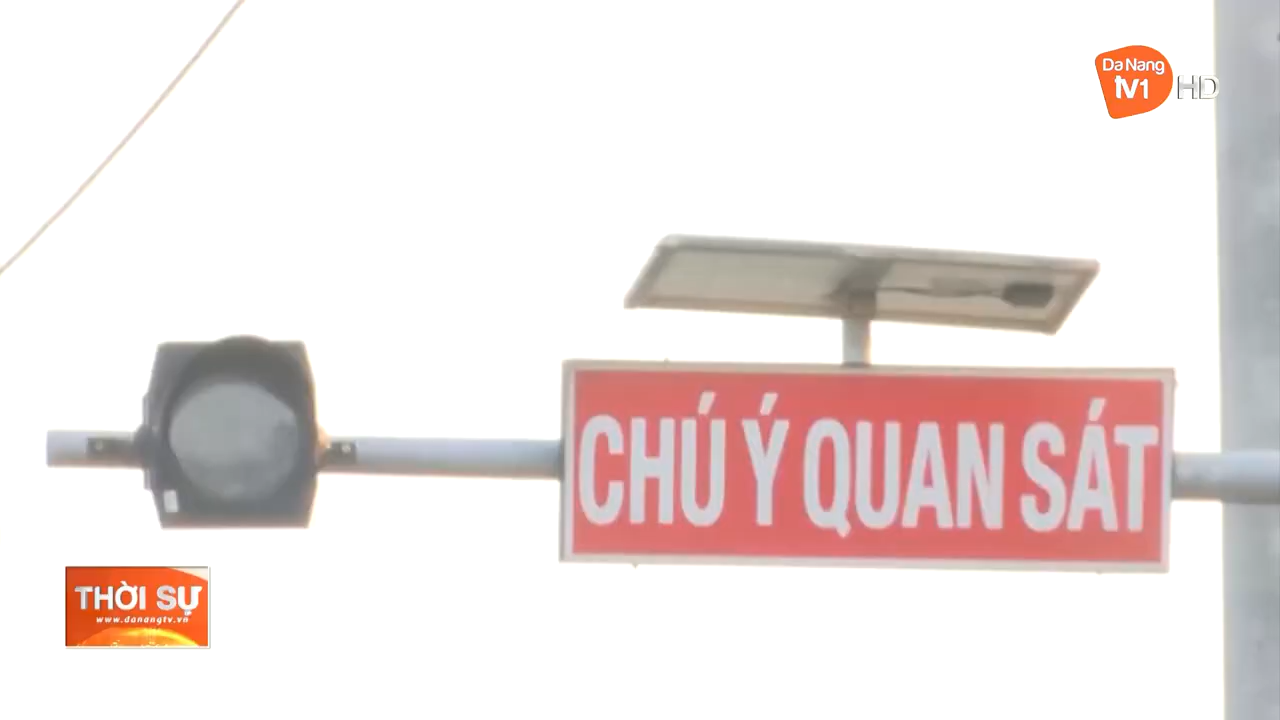 Da Nang
TV1 HD
CHÚ Ý QUAN SÁT
THỜI SỰ
www.danangtv.vn